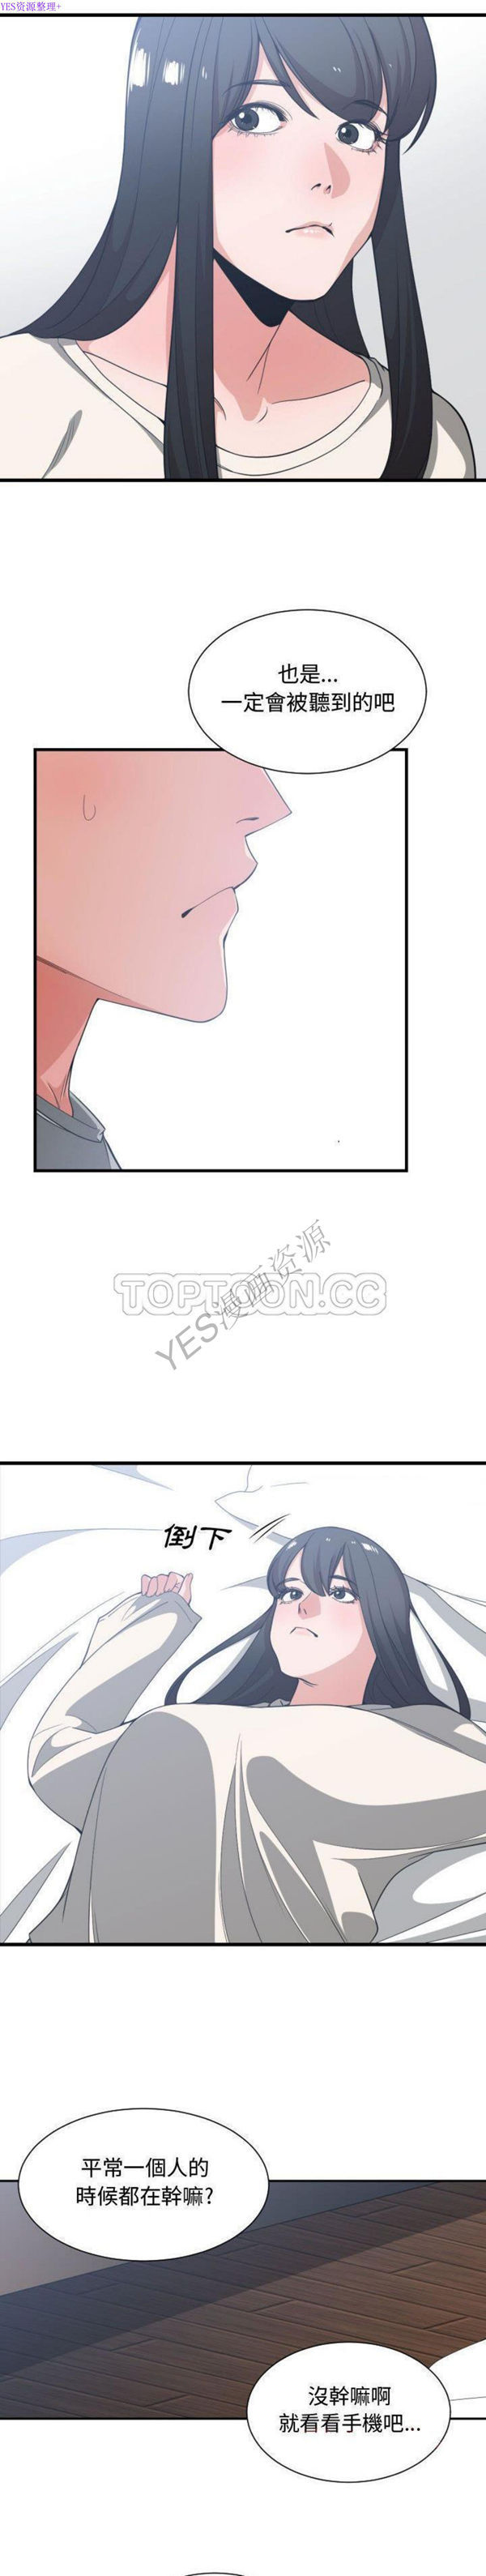 YES资源整理+
也是...
一定會被聽到的吧
TOPTOON.CC
YES漫画资源
倒下
平常一個人的
時候都在幹嘛?
沒幹嘛啊
就看看手機吧...